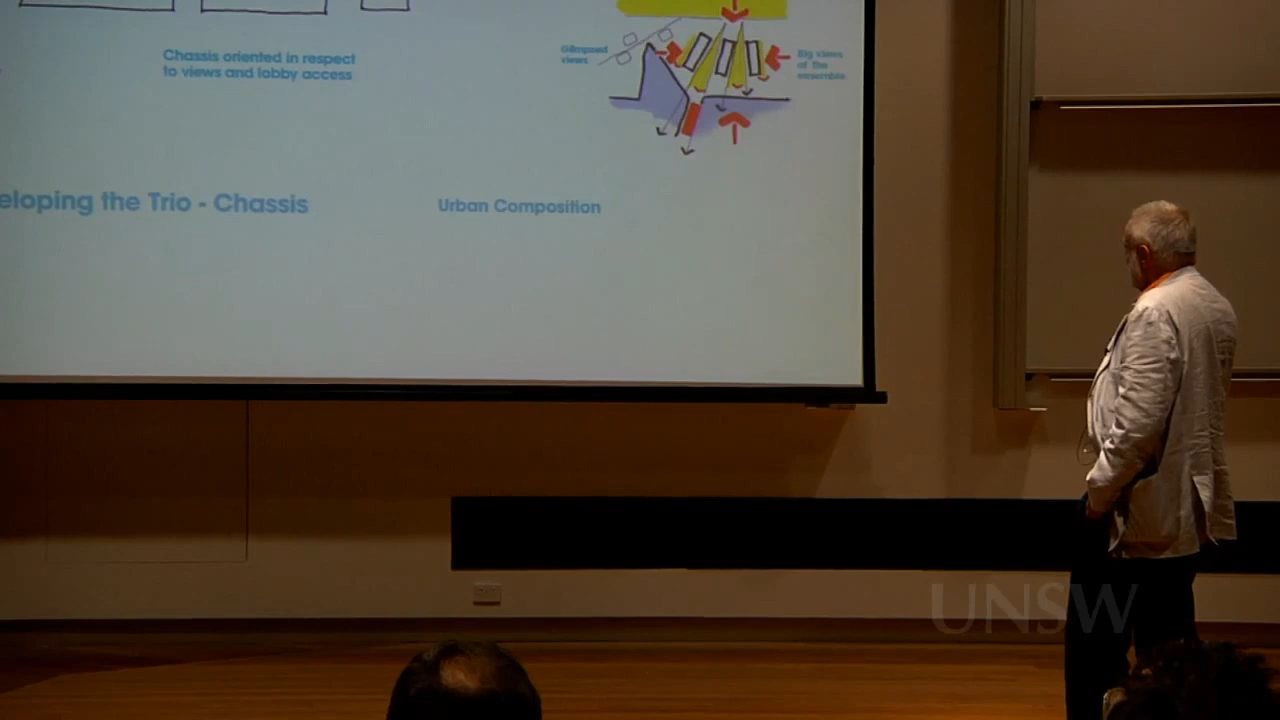 Chassis oriented in respect
to views and lobby access
Glimpsed
views
Big views
of the
ensemble
eloping the Trio - Chassis
Urban Composition
UNSW